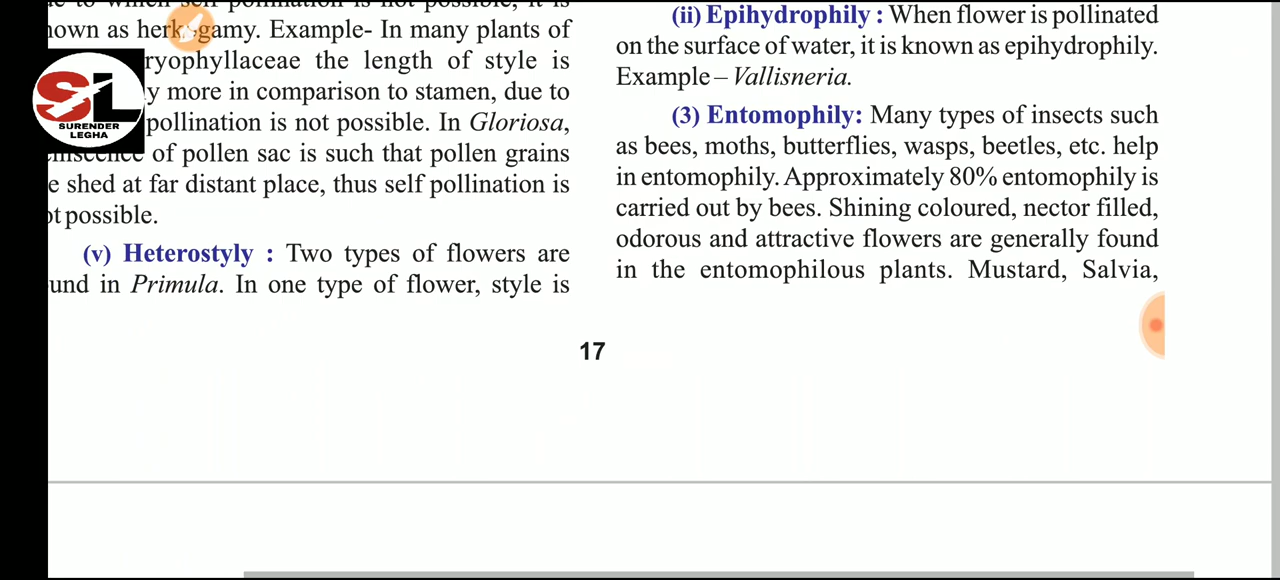 own as herkogamy. Example- In many plants of
ryophyllaceae the length of style is
y more in comparison to stamen, due to
pollination is not possible. In Gloriosa,
of pollen sac is such that pollen grains
e shed at far distant place, thus self pollination is
ot possible.
(v) Heterostyly : Two types of flowers are
und in Primula. In one type of flower, style is
(ii) Epihydrophily : When flower is pollinated
on the surface of water, it is known as epihydrophily.
Example – Vallisneria.
(3) Entomophily: Many types of insects such
as bees, moths, butterflies, wasps, beetles, etc. help
in entomophily. Approximately 80% entomophily is
carried out by bees. Shining coloured, nector filled,
odorous and attractive flowers are generally found
in the entomophilous plants. Mustard, Salvia,
17
SL
SURENDER
LEGHA